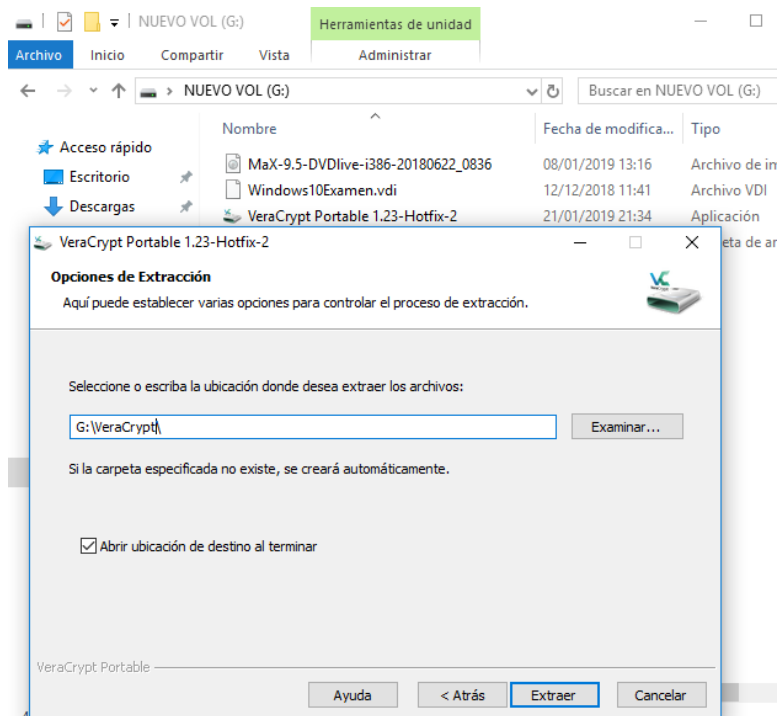 NUEVO VOL (G:)
Herramientas de unidad
Archivo Inicio Compartir Vista Administrar
NUEVO VOL (G:) Buscar en NUEVO VOL (G:)
Acceso rápido
Escritorio
Descargas
Nombre Fecha de modifica... Tipo
MaX-9.5-DVDlive-i386-20180622_0836 08/01/2019 13:16 Archivo de im
Windows10Examen.vdi 12/12/2018 11:41 Archivo VDI
VeraCrypt Portable 1.23-Hotfix-2 21/01/2019 21:34 Aplicación
eta de ar
VeraCrypt Portable 1.23-Hotfix-2
Opciones de Extracción
Aquí puede establecer varias opciones para controlar el proceso de extracción.
Seleccione o escriba la ubicación donde desea extraer los archivos:
G:\VeraCrypt\
Examinar...
Si la carpeta especificada no existe, se creará automáticamente.
Abrir ubicación de destino al terminar
VeraCrypt Portable
Ayuda < Atrás Extraer Cancelar